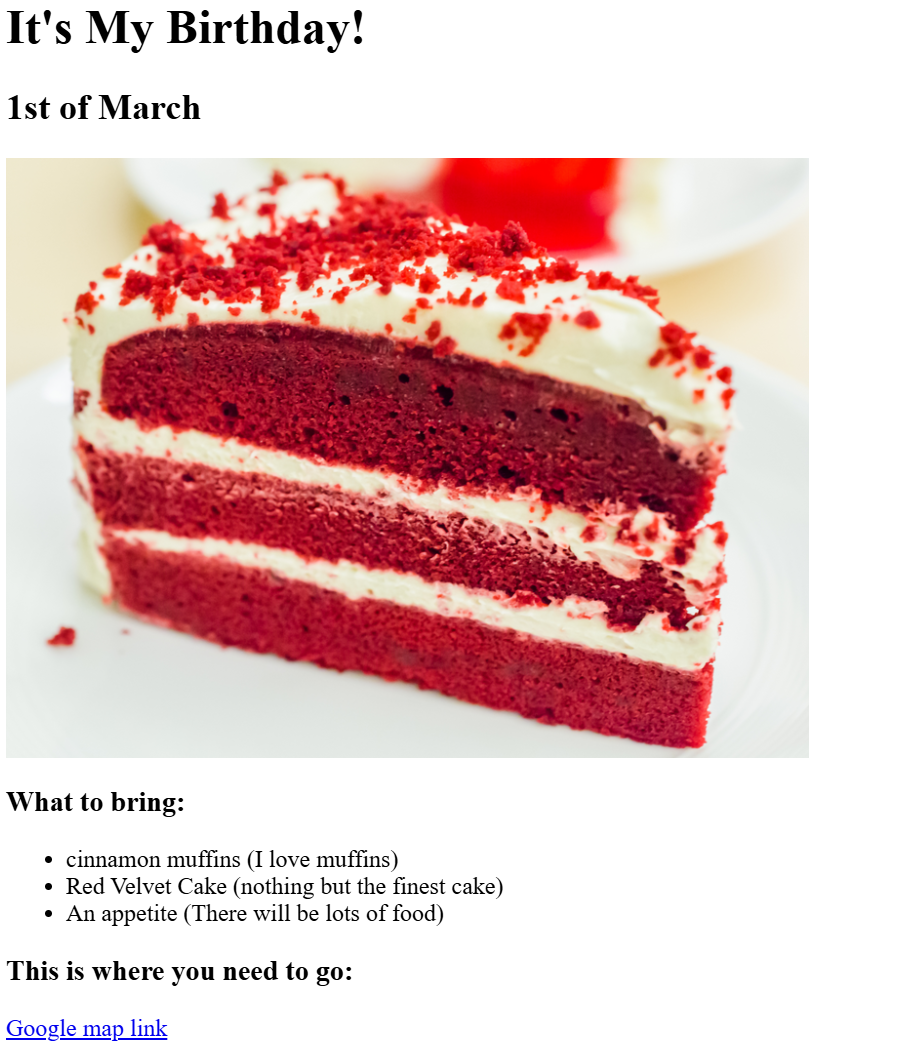 It's My Birthday!
1st of March
What to bring:
cinnamon muffins (I love muffins)
Red Velvet Cake (nothing but the finest cake)
An appetite (There will be lots of food)
This is where you need to go:
Google map link